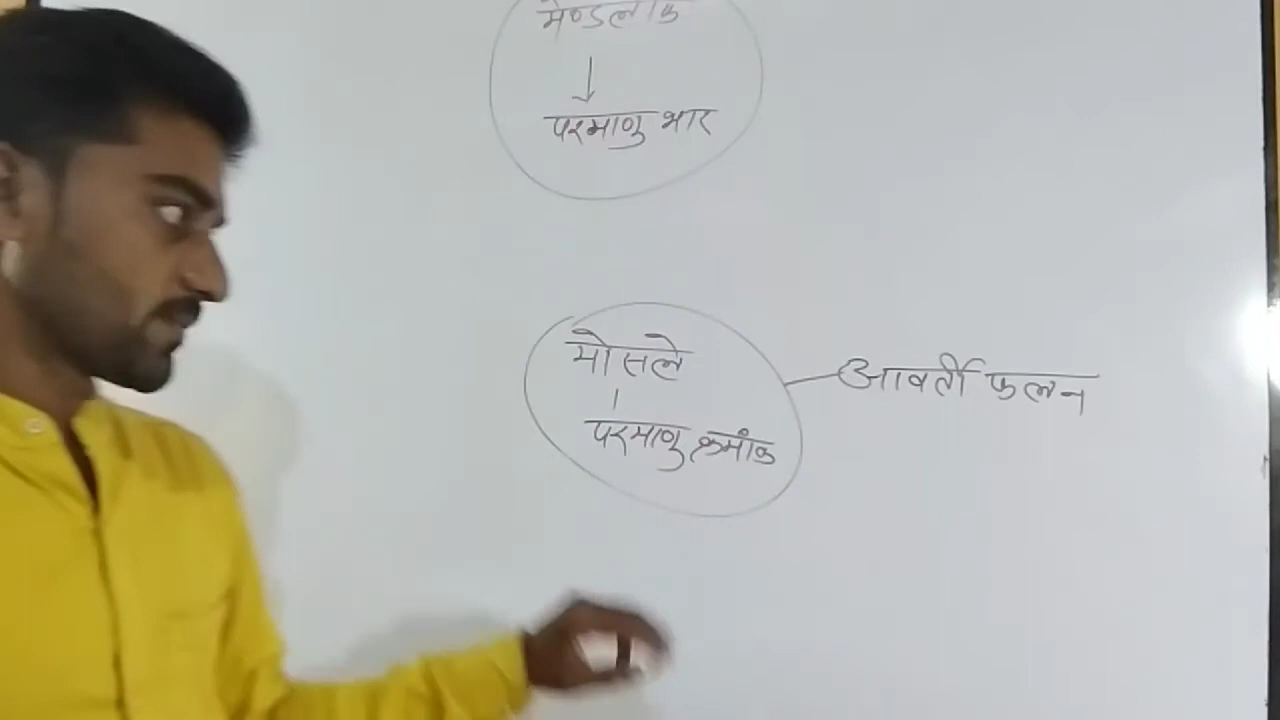 मेण्डलीफ
परमाणु भार
मोसले
परमाणु क्रमांक
आवर्ती फलन